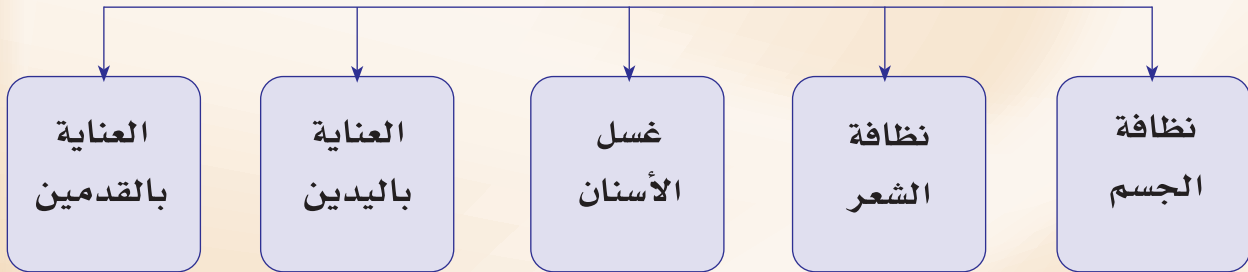 نظافة
الجسم
نظافة
الشعر
غسل
الأسنان
العناية
باليدين
العناية
بالقدمين